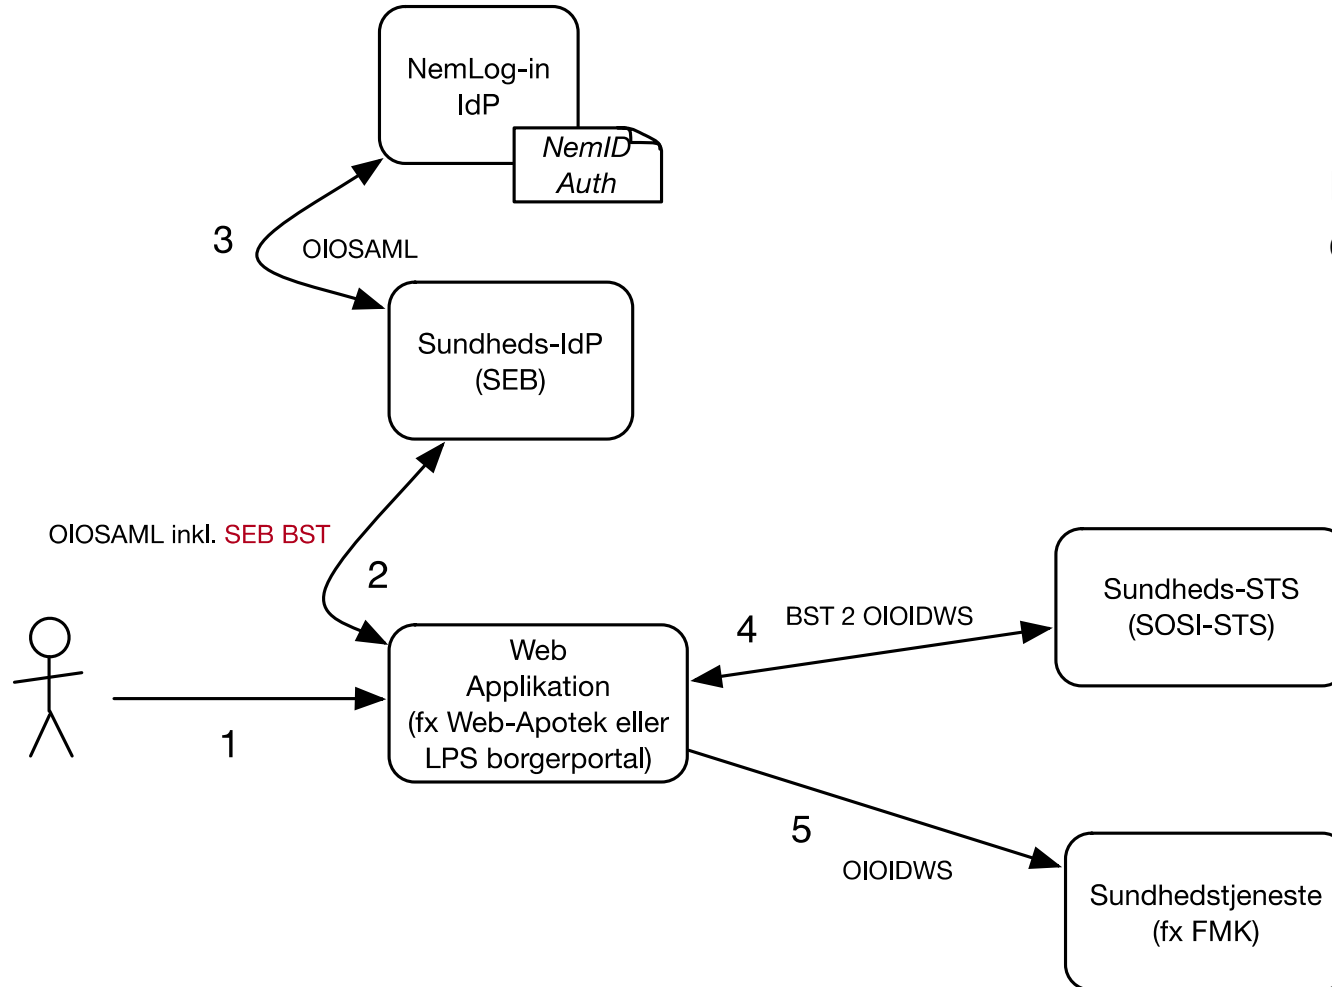 NemLog-in
IdP
NemID
Auth
3
OIOSAML
Sundheds-IdP
(SEB)
OIOSAML inkl. SEB BST
2
Web
Applikation
(fx Web-Apotek eller
LPS borgerportal)
1
4
BST 2 OIOIDWS
Sundheds-STS
(SOSI-STS)
5
OIOIDWS
Sundhedstjeneste
(fx FMK)